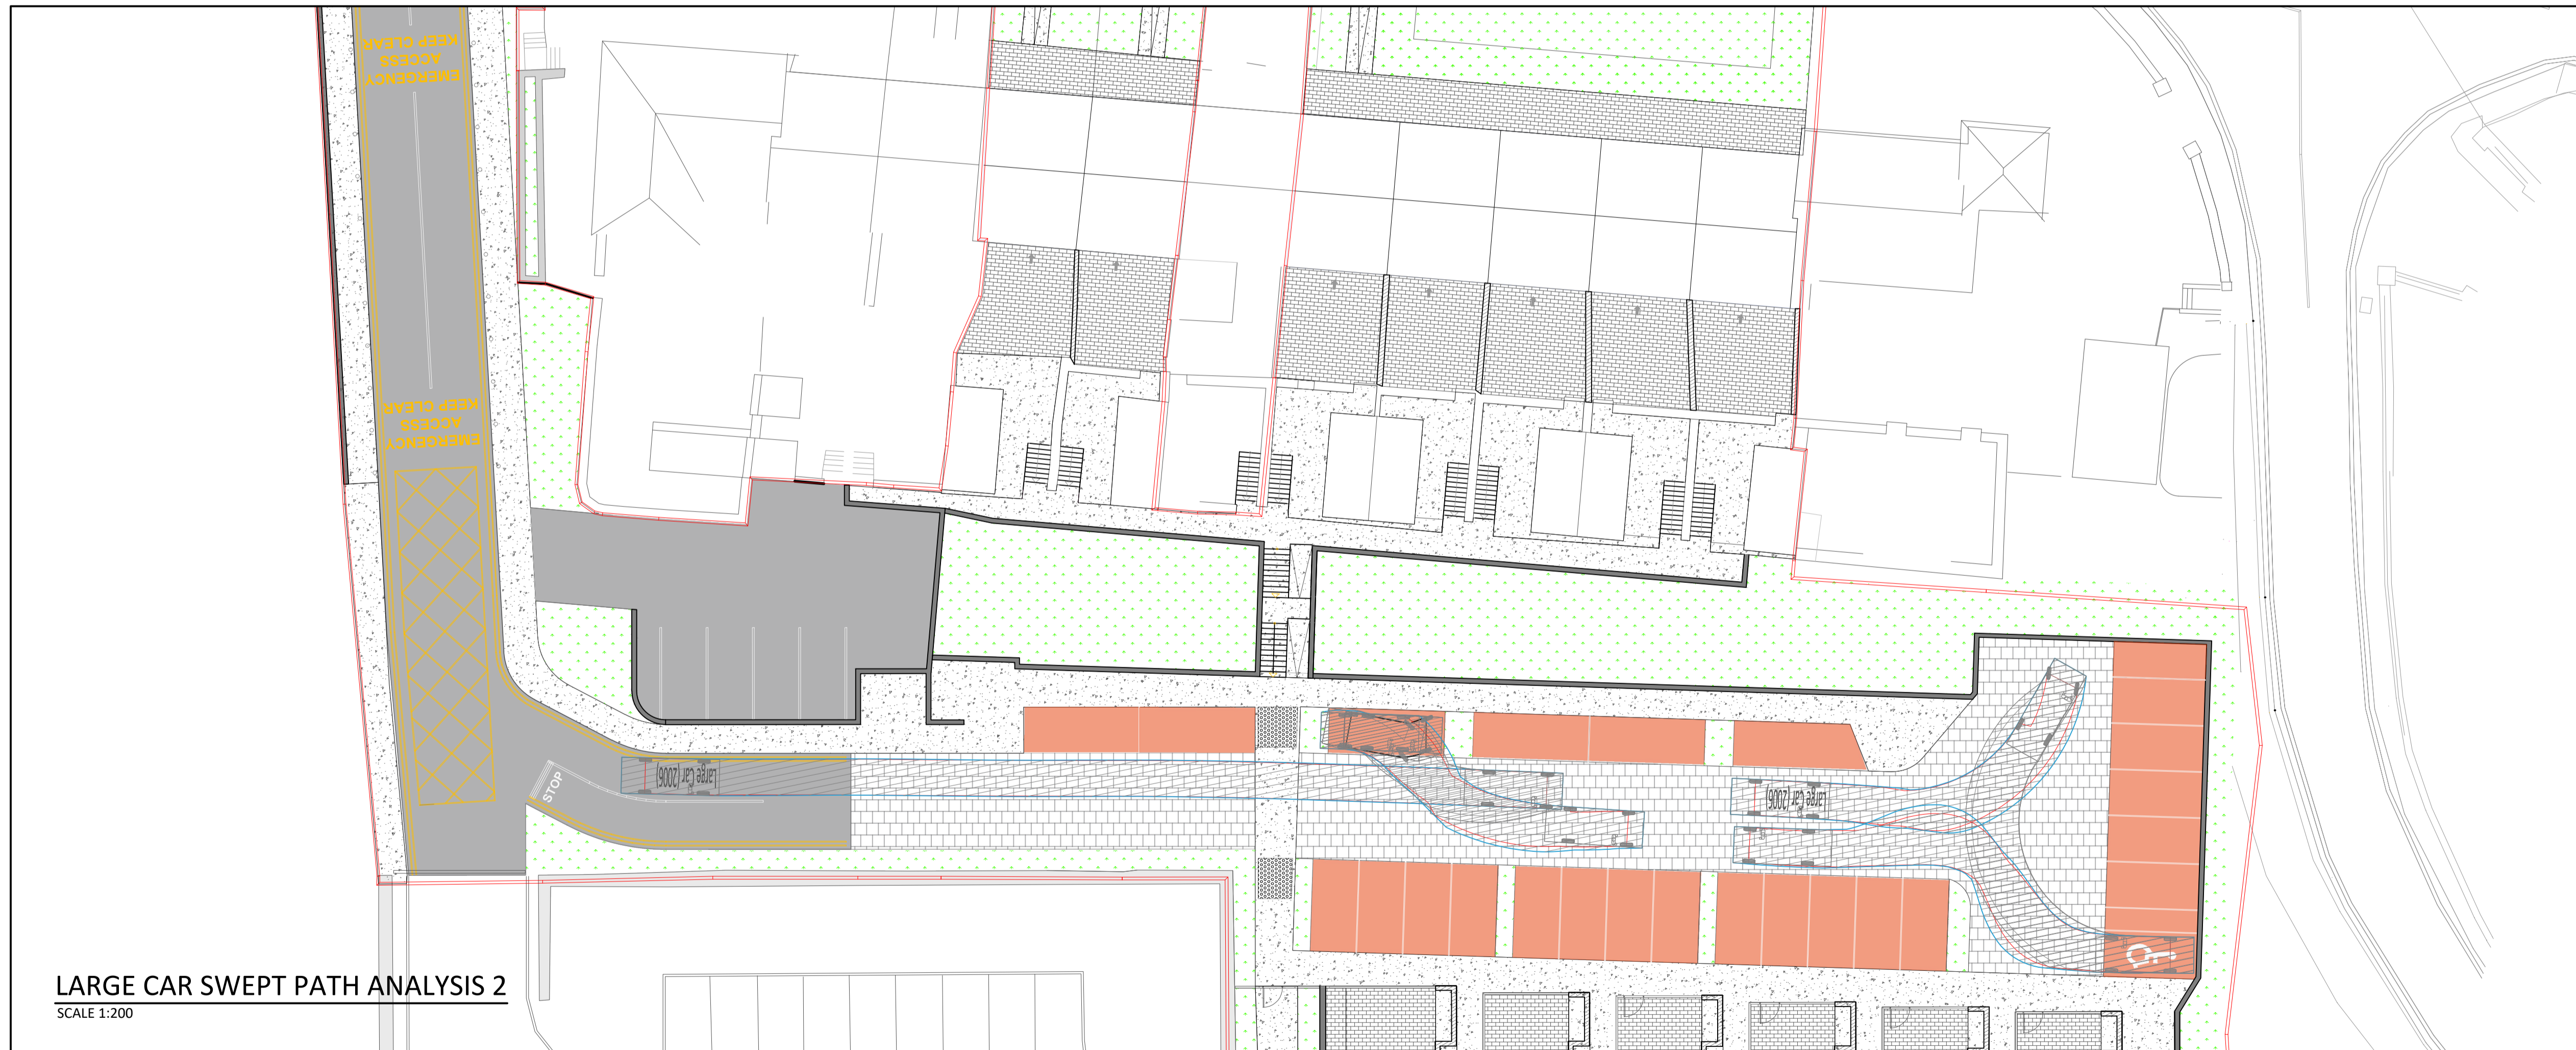 KEEP CLEAR
ACCESS
EMERGENCY
KEEP CLEAR
ACCESS
EMERGENCY
STOP
Large Car (2006)
Large Car (2006)
LARGE CAR SWEPT PATH ANALYSIS 2
SCALE 1:200